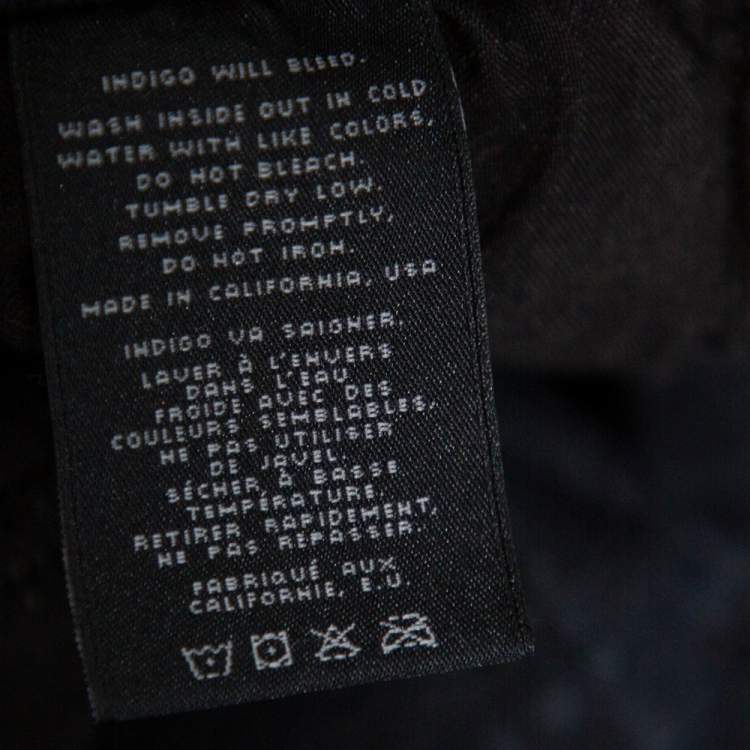 INDIGO WILL BLEED.
WASH INSIDE OUT IN COLD
WATER WITH LIKE COLORS,
DO NOT BLEACH.
TUMBLE DRY LOW.
REMOVE PROMPTLY,
DO NOT IRON.
MADE IN CALIFORNIA, USA
INDIGO VA SAIGNER.
LAVER À L'ENVERS
DANS L'EAU
FROIDE AVEC DES
COULEURS SEMBLABLES,
NE PAS UTILISER
DE JAVEL.
SÉCHER À BASSE
TEMPÉRATURE.
RETIRER RAPIDEMENT,
NE PAS REPASSER.
FABRIQUÉ AUX
CALIFORNIE, E.U.